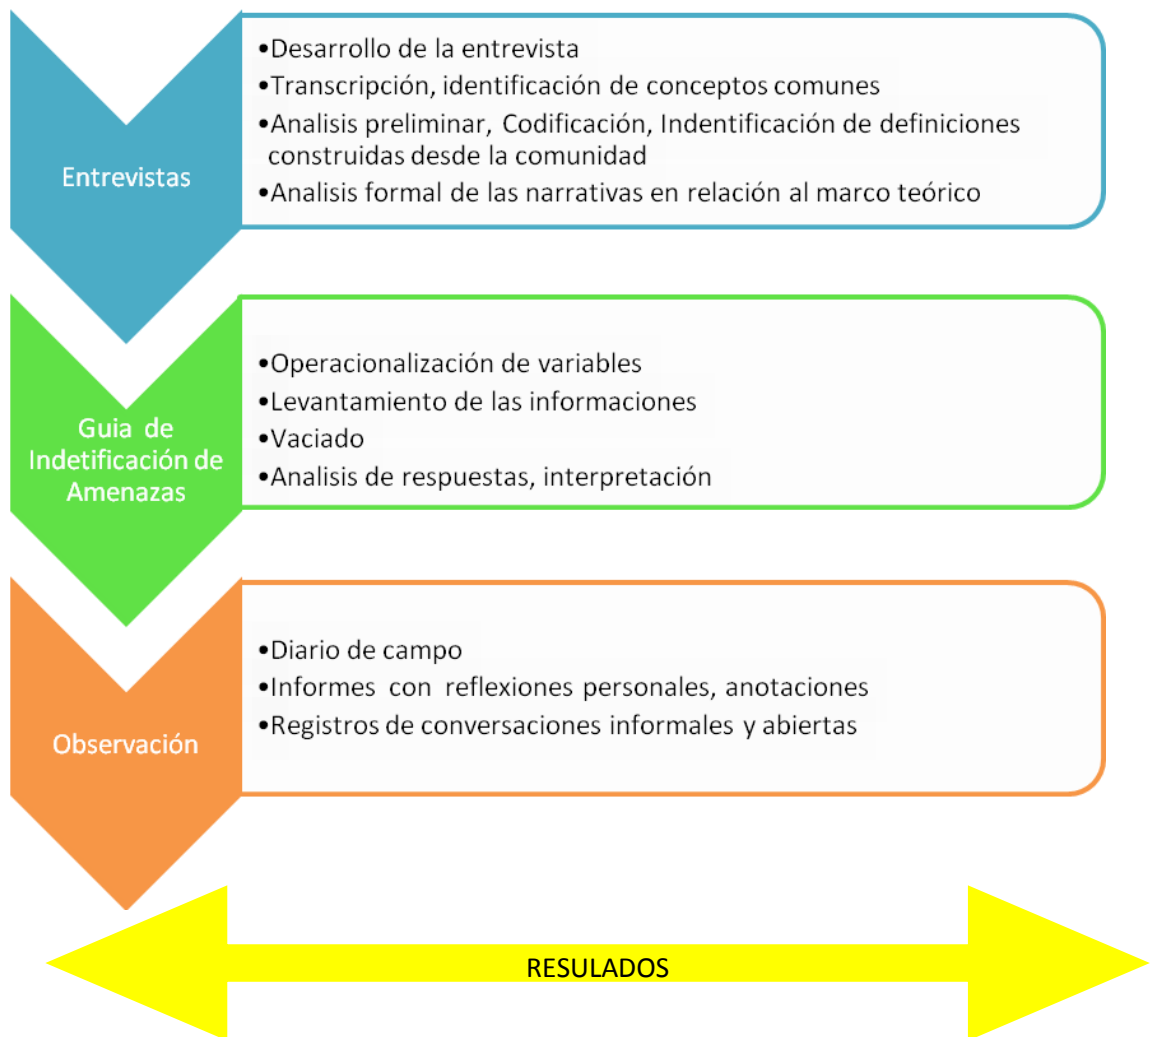 Entrevistas
•Desarrollo de la entrevista
•Transcripción, identificación de conceptos comunes
•Analisis preliminar, Codificación, Indentificación de definiciones
construidas desde la comunidad
•Analisis formal de las narrativas en relación al marco teórico
Guia de
Indetificación de
Amenazas
•Operacionalización de variables
•Levantamiento de las informaciones
•Vaciado
•Analisis de respuestas, interpretación
Observación
•Diario de campo
•Informes con reflexiones personales, anotaciones
•Registros de conversaciones informales y abiertas
RESULADOS